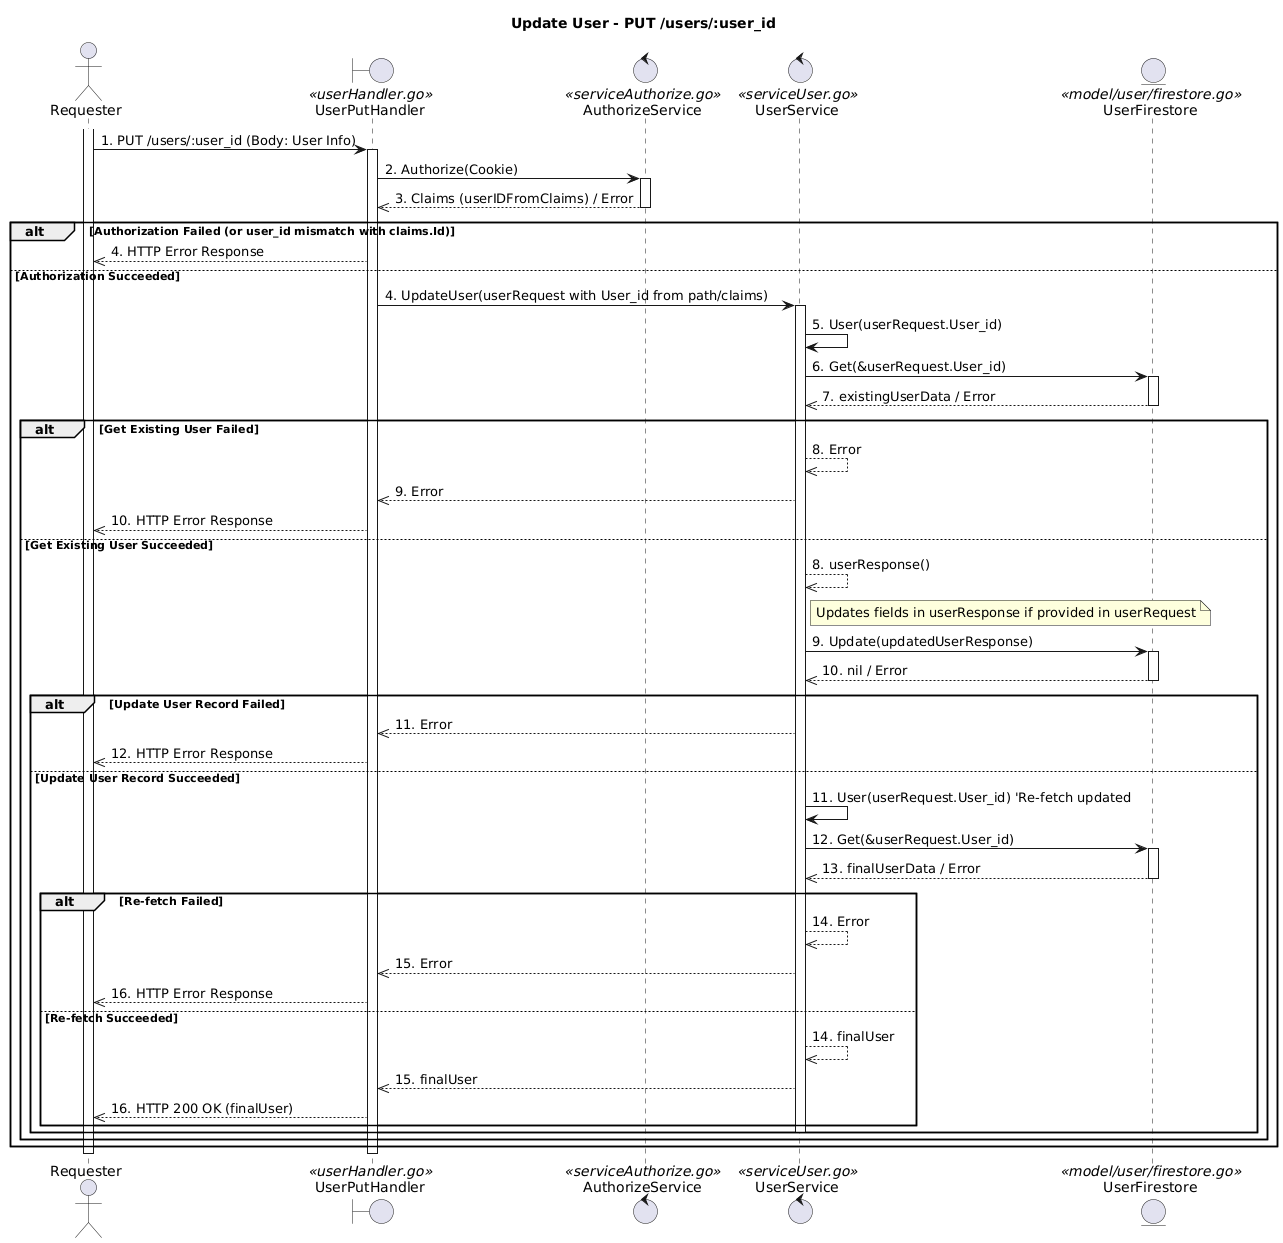 Update User - PUT /users/:user_id
Requester
«userHandler.go»
UserPutHandler
«serviceAuthorize.go»
AuthorizeService
«serviceUser.go»
UserService
«model/user/firestore.go»
UserFirestore
1. PUT /users/:user_id (Body: User Info)
2. Authorize(Cookie)
3. Claims (userIDFromClaims) / Error
alt [Authorization Failed (or user_id mismatch with claims.Id)]
4. HTTP Error Response
[Authorization Succeeded]
4. UpdateUser(userRequest with User_id from path/claims)
5. User(userRequest.User_id)
6. Get(&userRequest.User_id)
7. existingUserData / Error
alt [Get Existing User Failed]
8. Error
9. Error
10. HTTP Error Response
[Get Existing User Succeeded]
8. userResponse()
Updates fields in userResponse if provided in userRequest
9. Update(updatedUserResponse)
10. nil / Error
alt [Update User Record Failed]
11. Error
12. HTTP Error Response
[Update User Record Succeeded]
11. User(userRequest.User_id) 'Re-fetch updated
12. Get(&userRequest.User_id)
13. finalUserData / Error
alt [Re-fetch Failed]
14. Error
15. Error
16. HTTP Error Response
[Re-fetch Succeeded]
14. finalUser
15. finalUser
16. HTTP 200 OK (finalUser)
Requester
«userHandler.go»
UserPutHandler
«serviceAuthorize.go»
AuthorizeService
«serviceUser.go»
UserService
«model/user/firestore.go»
UserFirestore